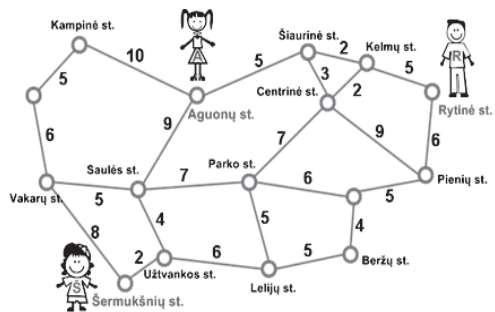 Kampinė st.
A
Šiaurinė st.
2
Kelmų st.
R
10
5
5
3
2
5
Centrinė st.
Aguonų st.
Rytinė st.
6
9
7
9
6
Saulės st.
7
Parko st.
6
Pienių st.
Vakarų st.
5
5
8
4
5
4
2
6
5
Š
Užtvankos st.
Beržų st.
Lelijų st.
Šermukšnių st.